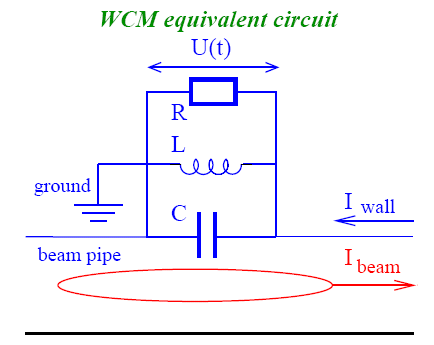 WCM equivalent circuit
U(t)
R
L
ground
C
I wall
beam pipe
I beam